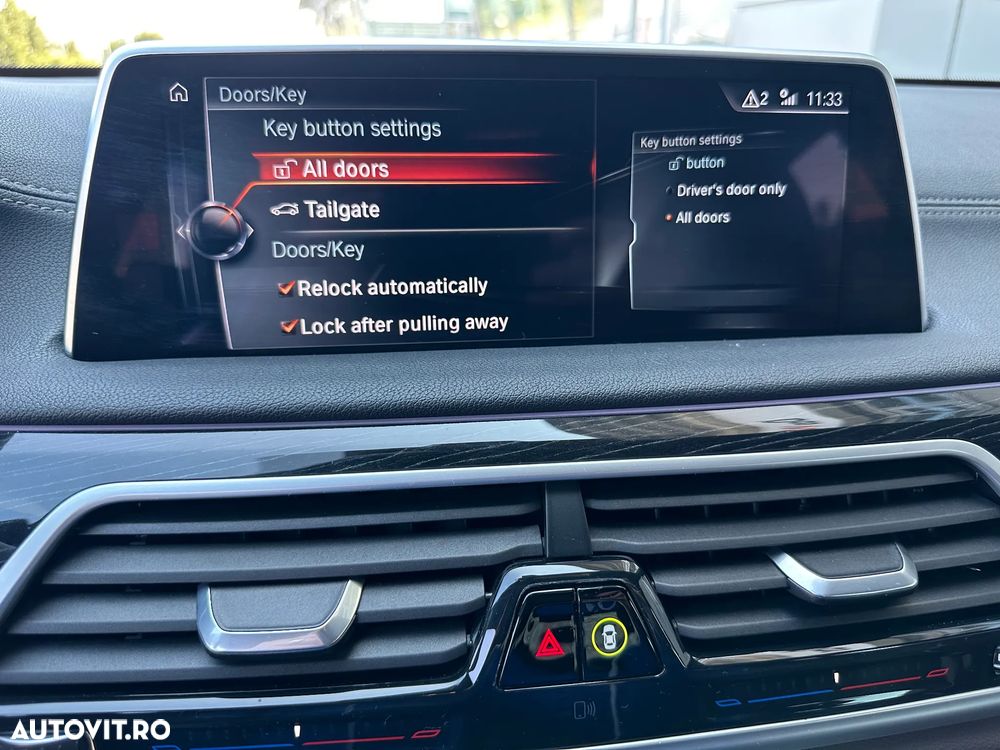 Doors/Key
2 11:33
Key button settings
All doors
Tailgate
Doors/Key
Relock automatically
Lock after pulling away
Key button settings
button
Driver's door only
All doors
AUTOVIT.RO